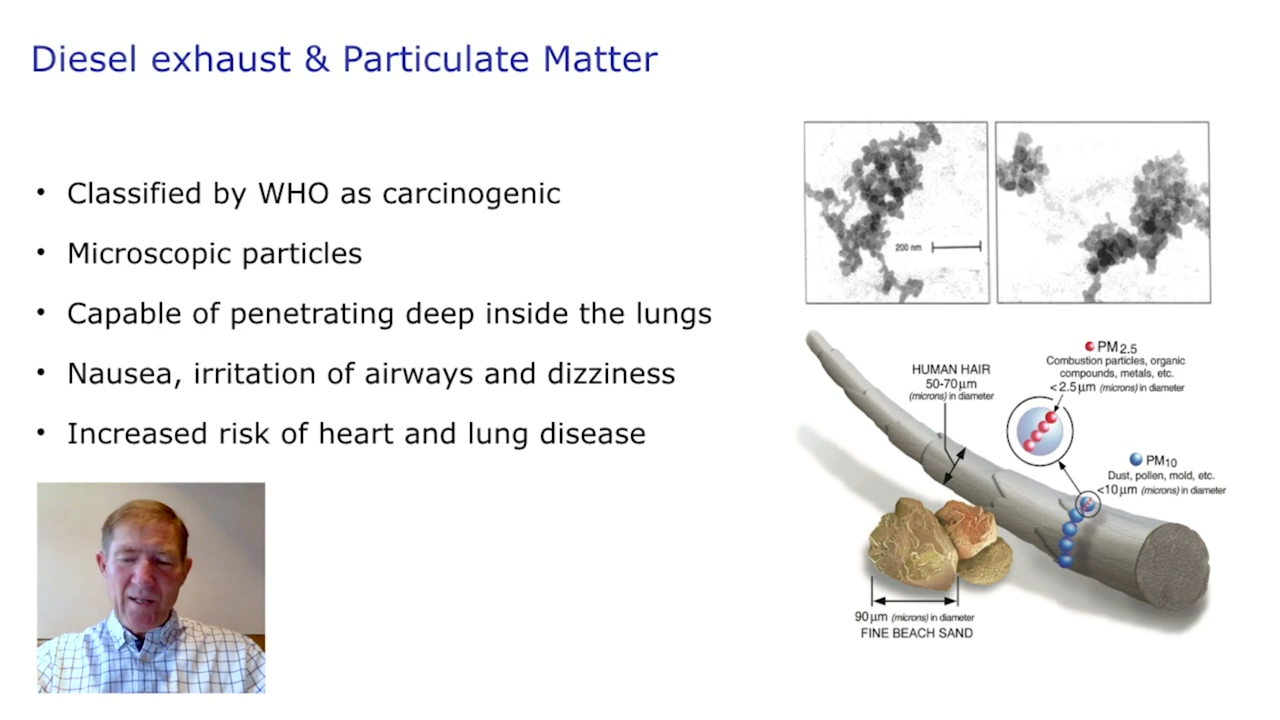 Diesel exhaust & Particulate Matter
• Classified by WHO as carcinogenic
• Microscopic particles
• Capable of penetrating deep inside the lungs
• Nausea, irritation of airways and dizziness
• Increased risk of heart and lung disease
200 nm
HUMAN HAIR
50-70μm
(microns) in diameter
PM2.5
Combustion particles, organic
compounds, metals, etc.
<2.5μm (microns) in diameter
PM10
Dust, pollen, mold, etc.
<10μm (microns) in diameter
90μm (microns) in diameter
FINE BEACH SAND